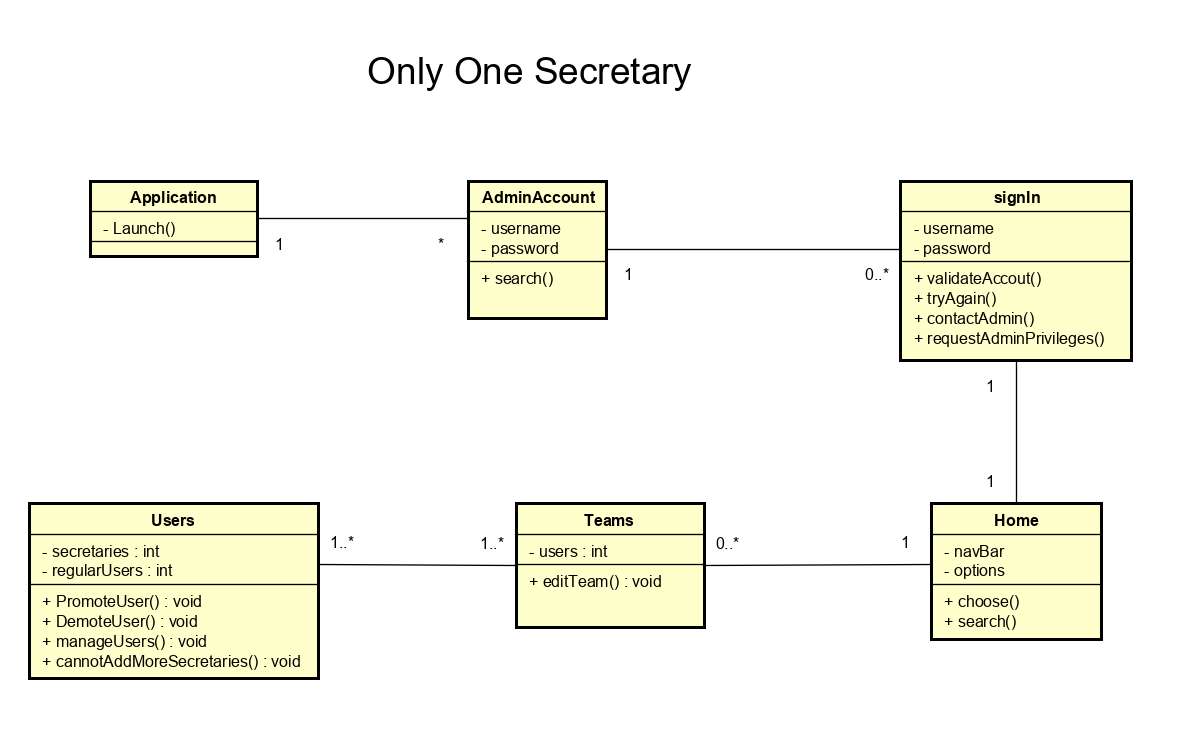 Only One Secretary
Application
- Launch()
1
*
AdminAccount
- username
- password
+ search()
1
0..*
signIn
- username
- password
+ validateAccout()
+ tryAgain()
+ contactAdmin()
+ requestAdminPrivileges()
1
1
Users
- secretaries : int
- regularUsers : int
+ PromoteUser() : void
+ DemoteUser() : void
+ manageUsers() : void
+ cannotAddMoreSecretaries() : void
1..*
1..*
Teams
- users : int
+ editTeam() : void
0..*
1
Home
- navBar
- options
+ choose()
+ search()